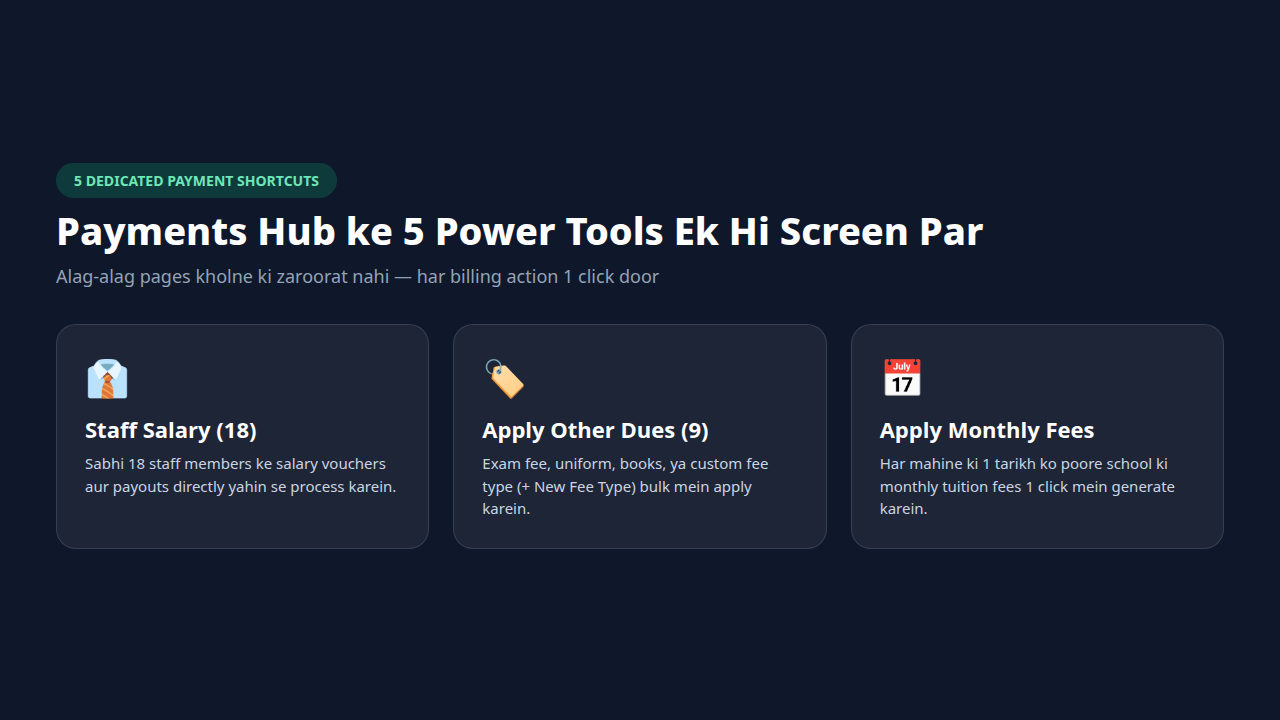 5 DEDICATED PAYMENT SHORTCUTS
Payments Hub ke 5 Power Tools Ek Hi Screen Par
Alag-alag pages kholne ki zaroorat nahi — har billing action 1 click door
Staff Salary (18)
Sabhi 18 staff members ke salary vouchers
aur payouts directly yahin se process karein.
Apply Other Dues (9)
Exam fee, uniform, books, ya custom fee
type (+ New Fee Type) bulk mein apply
karein.
July
17
Apply Monthly Fees
Har mahine ki 1 tarikh ko poore school ki
monthly tuition fees 1 click mein generate
karein.